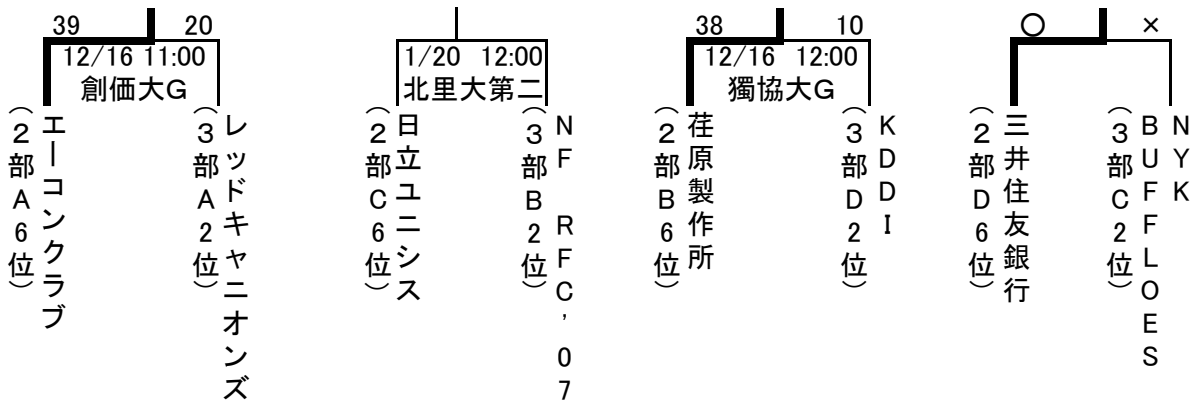 39 20
12/16 11:00
創価大G
エーコンクラブ
（2部A6位）
レッドキャニオンズ
（3部A2位）
1/20 12:00
北里大第二
日立ユニシス
（2部C6位）
NF RFC'07
（3部B2位）
38 10
12/16 12:00
獨協大G
荏原製作所
（2部B6位）
KDDI
（3部D2位）
○ ×
三井住友銀行
（2部D6位）
NYK
BUFFLOES
（3部C2位）